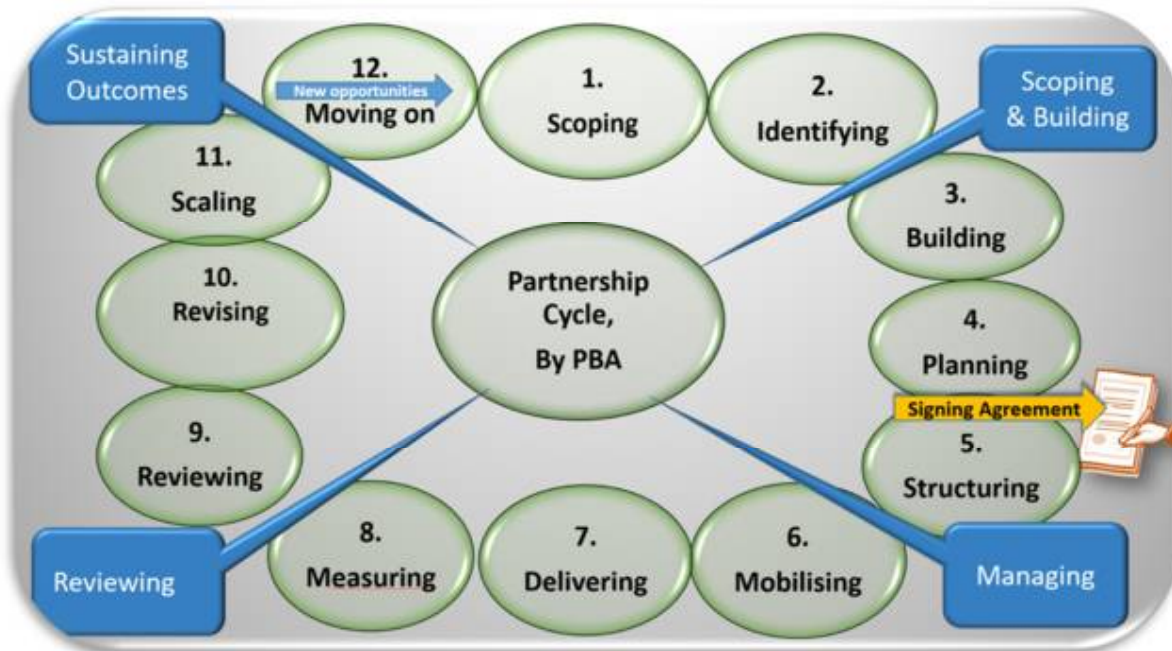 Sustaining
Outcomes
12.
New opportunities
Moving on
1.
Scoping
2.
Identifying
Scoping
& Building
11.
Scaling
3.
Building
10.
Revising
Partnership
Cycle,
By PBA
4.
Planning
Signing Agreement
9.
Reviewing
5.
Structuring
8.
Measuring
7.
Delivering
6.
Mobilising
Reviewing
Managing